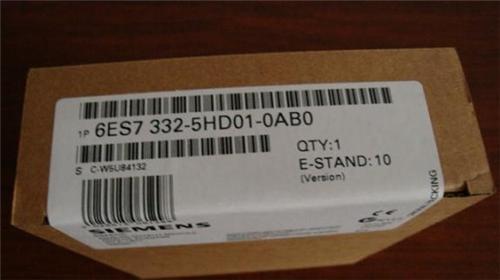 1P 6ES7 332-5HD01-0AB0
S C-W5U84132
QTY:1
E-STAND: 10
(Version)
SIEMENS